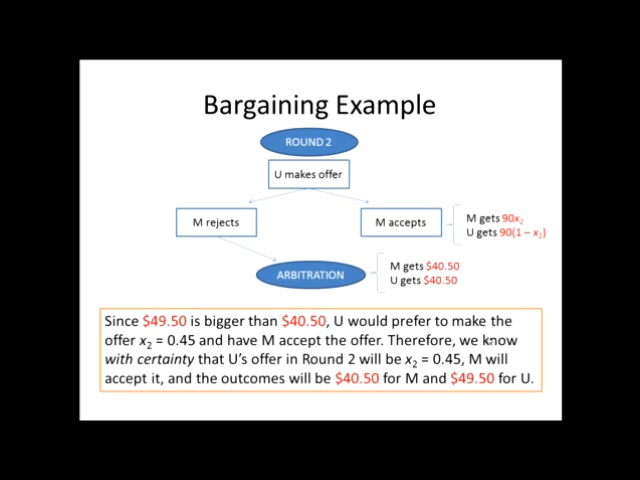 Bargaining Example
ROUND 2
U makes offer
M rejects
M accepts
M gets 90x₂
U gets 90(1 – x₂)
ARBITRATION
M gets $40.50
U gets $40.50
Since $49.50 is bigger than $40.50, U would prefer to make the
offer x₂ = 0.45 and have M accept the offer. Therefore, we know
with certainty that U's offer in Round 2 will be x₂ = 0.45, M will
accept it, and the outcomes will be $40.50 for M and $49.50 for U.